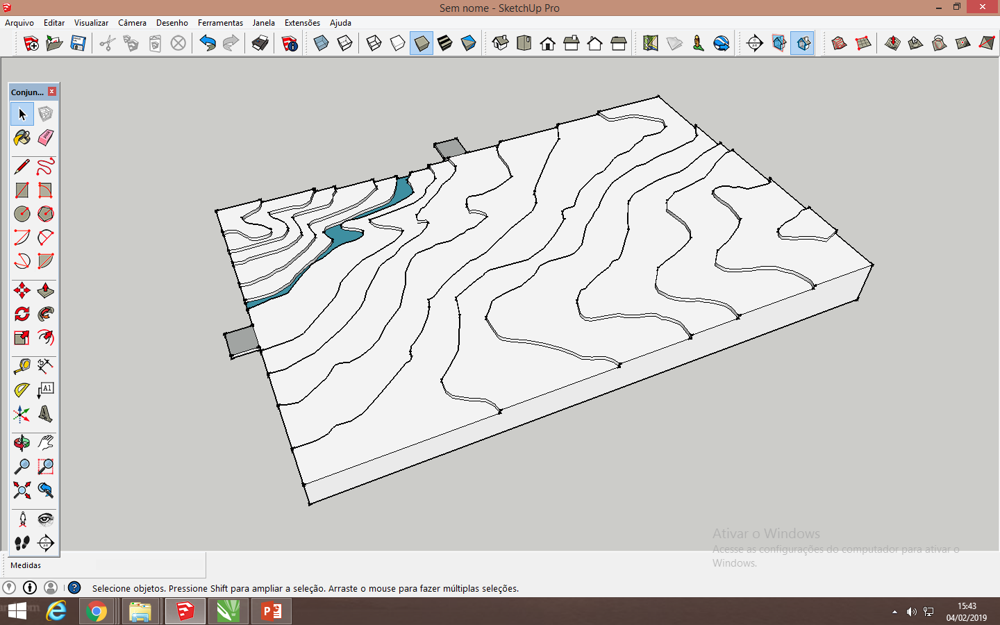 Sem nome - SketchUp Pro
Arquivo Editar Visualizar Câmera Desenho Ferramentas Janela Extensões Ajuda
Conjun...
A1
Ativar o Windows
Acesse as configurações do computador para ativar o
Windows.
Medidas
Selecione objetos. Pressione Shift para ampliar a seleção. Arraste o mouse para fazer múltiplas seleções.
15:43
04/02/2019